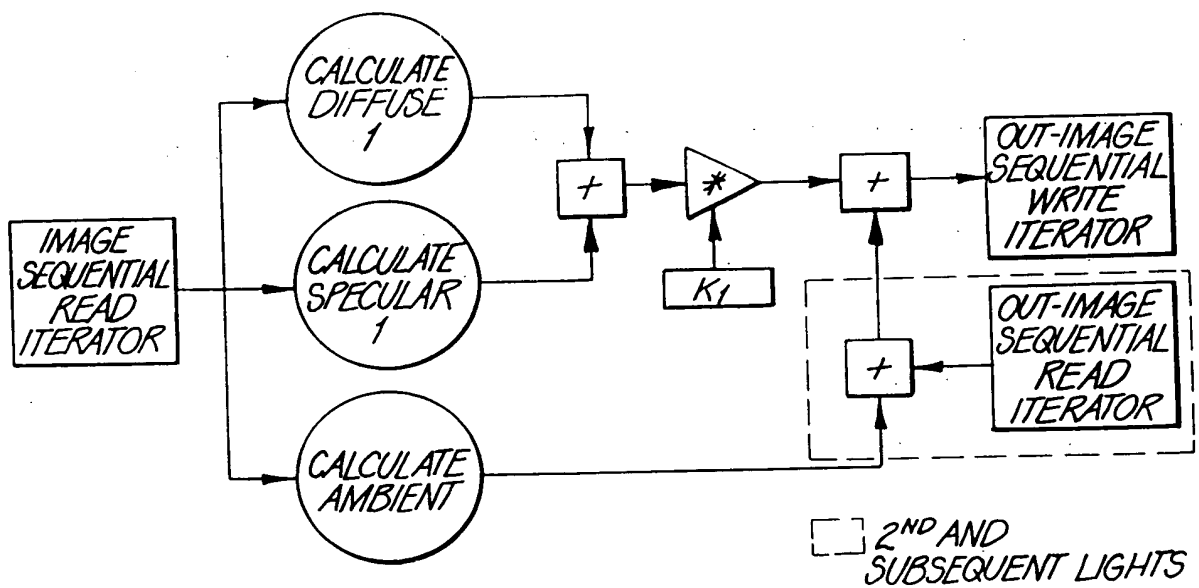 CALCULATE
DIFFUSE
1
IMAGE
SEQUENTIAL
READ
ITERATOR
CALCULATE
SPECULAR
1
CALCULATE
AMBIENT
+
*
K1
+
OUT-IMAGE
SEQUENTIAL
WRITE
ITERATOR
+
OUT-IMAGE
SEQUENTIAL
READ
ITERATOR
2ND AND
SUBSEQUENT LIGHTS